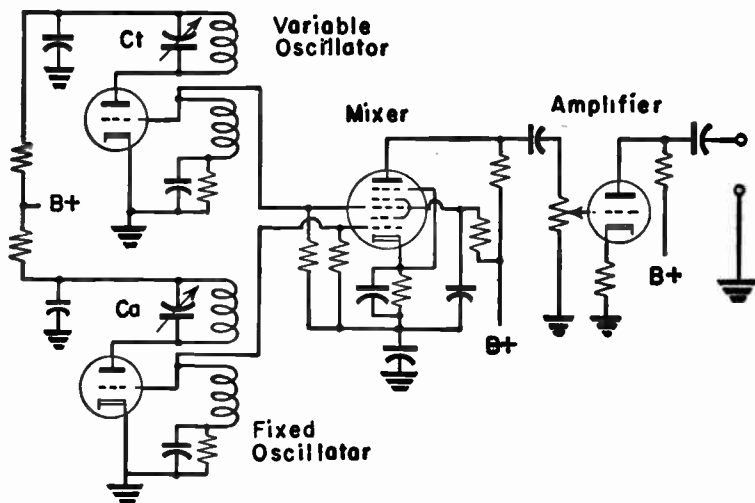 Ct
Variable
Oscillator
Mixer
Amplifier
B+
B+
Ca
B+
Fixed
Oscillator